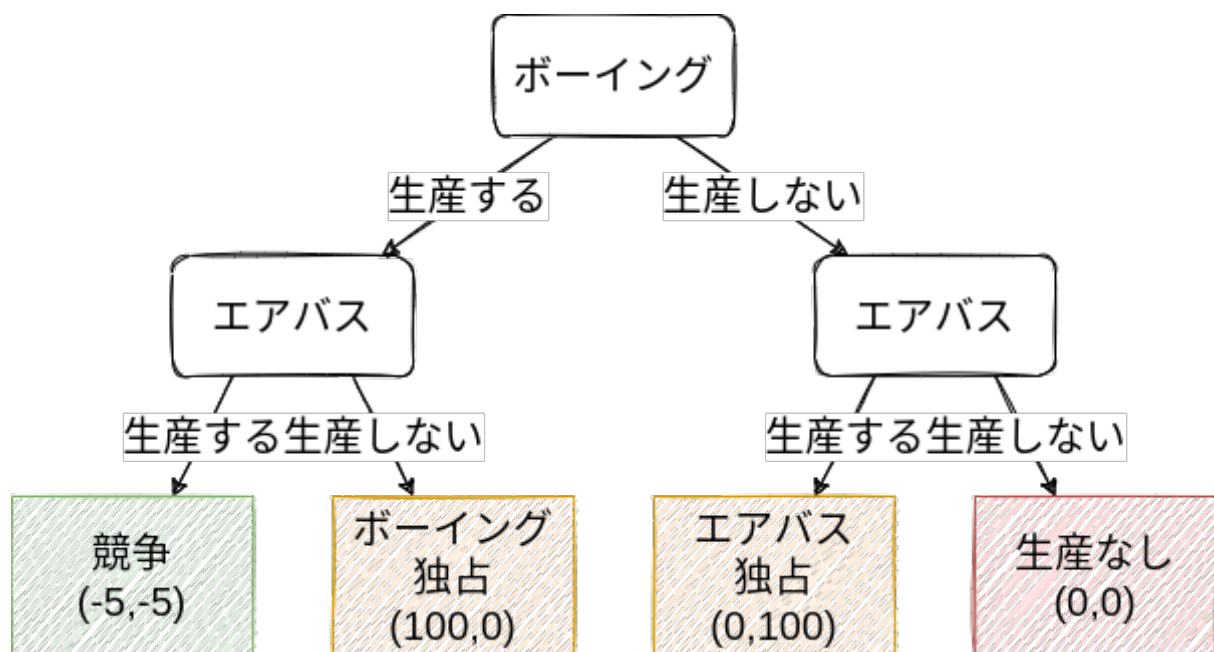 ボーイング
生産する
生産しない
エアバス
エアバス
生産する
生産しない
生産する
生産しない
競争
(-5,-5)
ボーイング
独占
(100,0)
エアバス
独占
(0,100)
生産なし
(0,0)